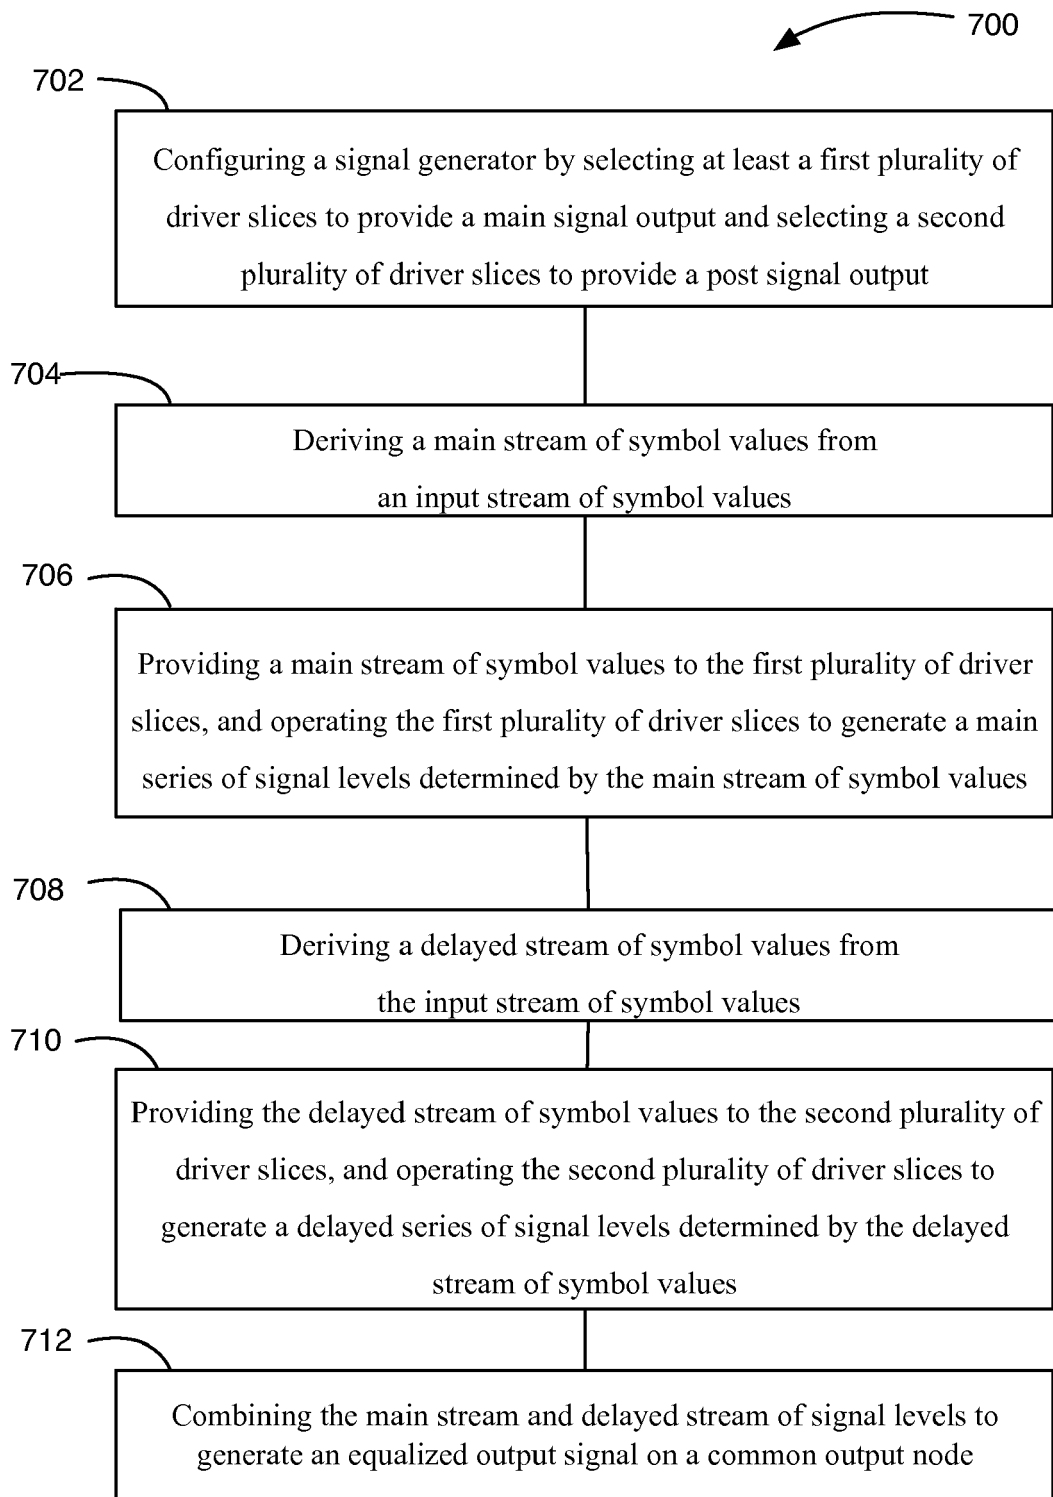 700
702
Configuring a signal generator by selecting at least a first plurality of
driver slices to provide a main signal output and selecting a second
plurality of driver slices to provide a post signal output
704
Deriving a main stream of symbol values from
an input stream of symbol values
706
Providing a main stream of symbol values to the first plurality of driver
slices, and operating the first plurality of driver slices to generate a main
series of signal levels determined by the main stream of symbol values
708
Deriving a delayed stream of symbol values from
the input stream of symbol values
710
Providing the delayed stream of symbol values to the second plurality of
driver slices, and operating the second plurality of driver slices to
generate a delayed series of signal levels determined by the delayed
stream of symbol values
712
Combining the main stream and delayed stream of signal levels to
generate an equalized output signal on a common output node